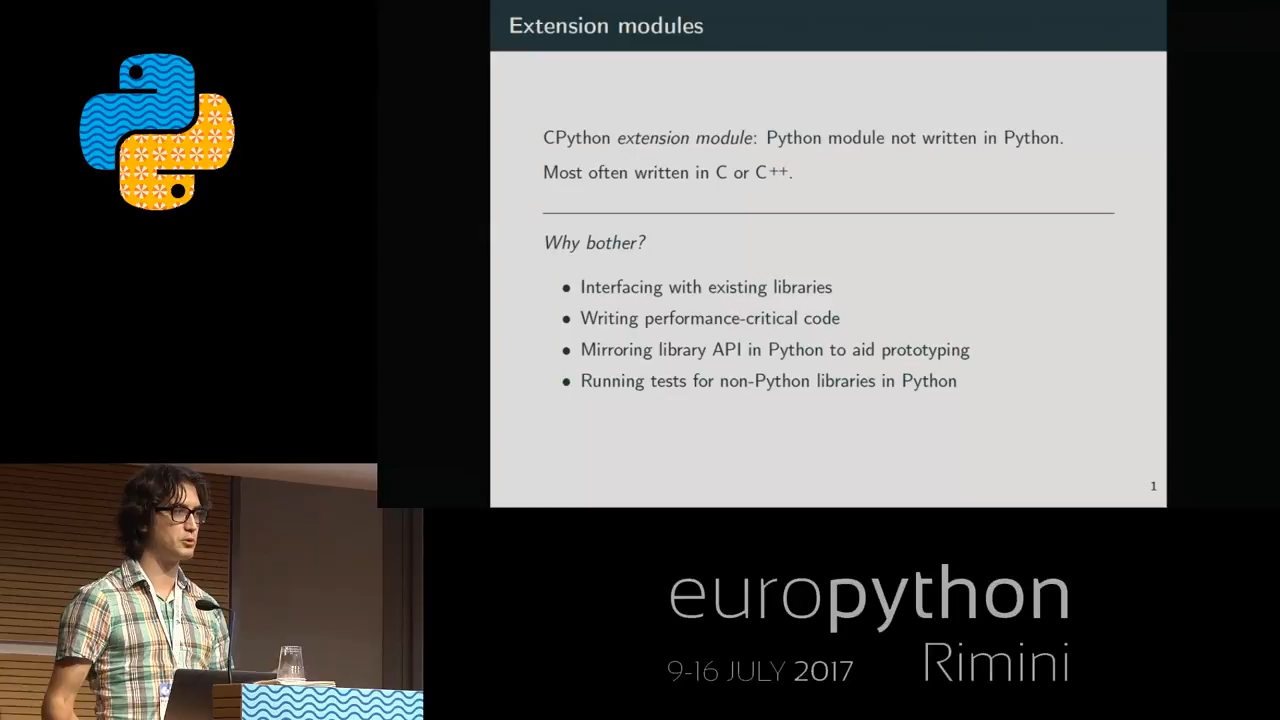 Extension modules
CPython extension module: Python module not written in Python.
Most often written in C or C++.
Why bother?
• Interfacing with existing libraries
• Writing performance-critical code
• Mirroring library API in Python to aid prototyping
• Running tests for non-Python libraries in Python
1
europython
Rimini
9-16 JULY 2017